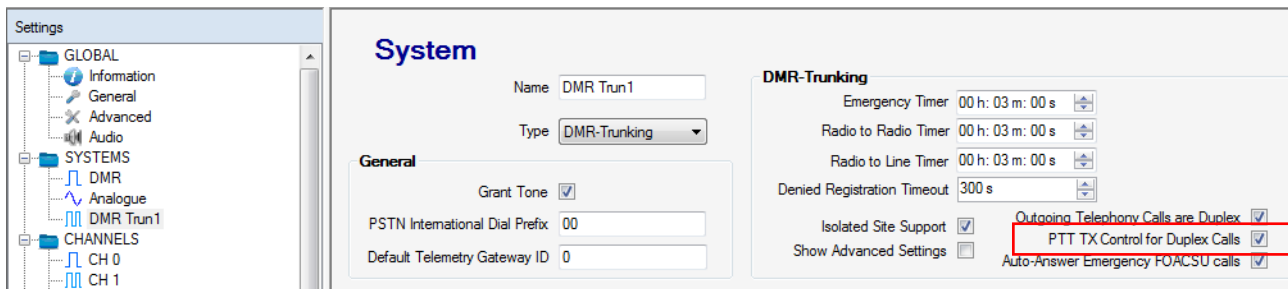 Settings
GLOBAL
Information
General
Advanced
Audio
SYSTEMS
DMR
Analogue
DMR Trun1
CHANNELS
CH 0
CH 1
System
Name DMR Trun1
Type DMR-Trunking
General
Grant Tone
PSTN International Dial Prefix 00
Default Telemetry Gateway ID 0
DMR-Trunking
Emergency Timer 00 h: 03 m: 00 s
Radio to Radio Timer 00 h: 03 m: 00 s
Radio to Line Timer 00 h: 03 m: 00 s
Denied Registration Timeout 300 s
Isolated Site Support
Show Advanced Settings
Outgoing Telephony Calls are Duplex
PTT TX Control for Duplex Calls
Auto-Answer Emergency FOACSU calls